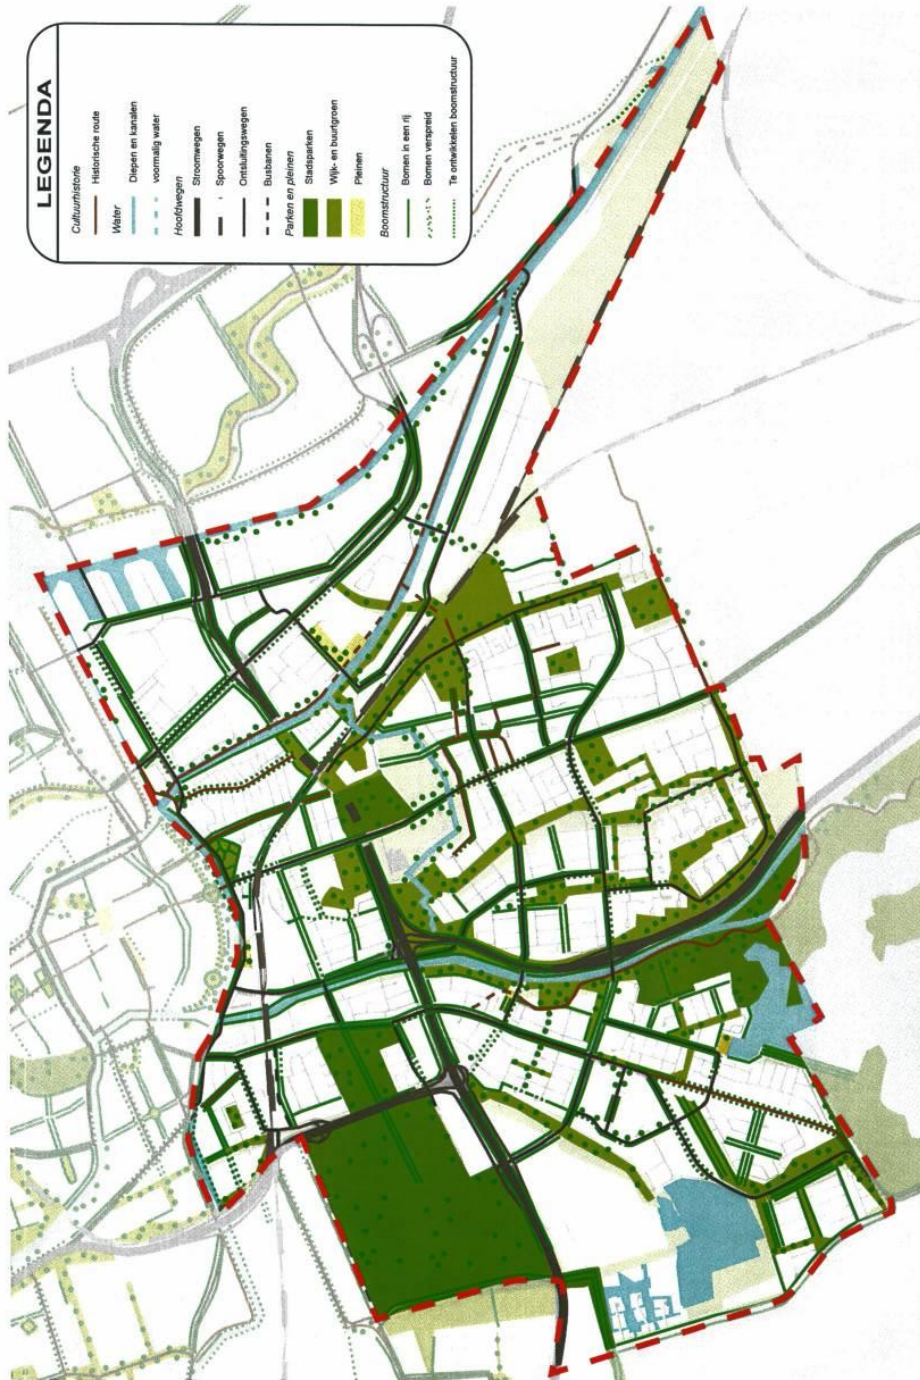 LEGENDA
Cultuurhistorie
Historische route
Water
Diepen en kanalen
voormalig water
Hoofdwegen
Stroomwegen
Spoorwegen
Ontsluitingswegen
Busbanen
Parken en pleinen
Stadsparken
Wijk- en buurtgroen
Pleinen
Boomstructuur
Bomen in een rij
Bomen verspreid
Te ontwikkelen boomstructuur